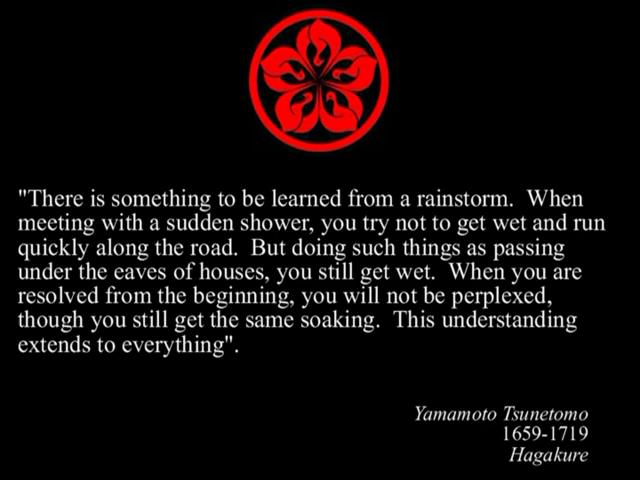 "There is something to be learned from a rainstorm.  When
meeting with a sudden shower, you try not to get wet and run
quickly along the road.  But doing such things as passing
under the eaves of houses, you still get wet.  When you are
resolved from the beginning, you will not be perplexed,
though you still get the same soaking.  This understanding
extends to everything".
Yamamoto Tsunetomo
1659-1719
Hagakure